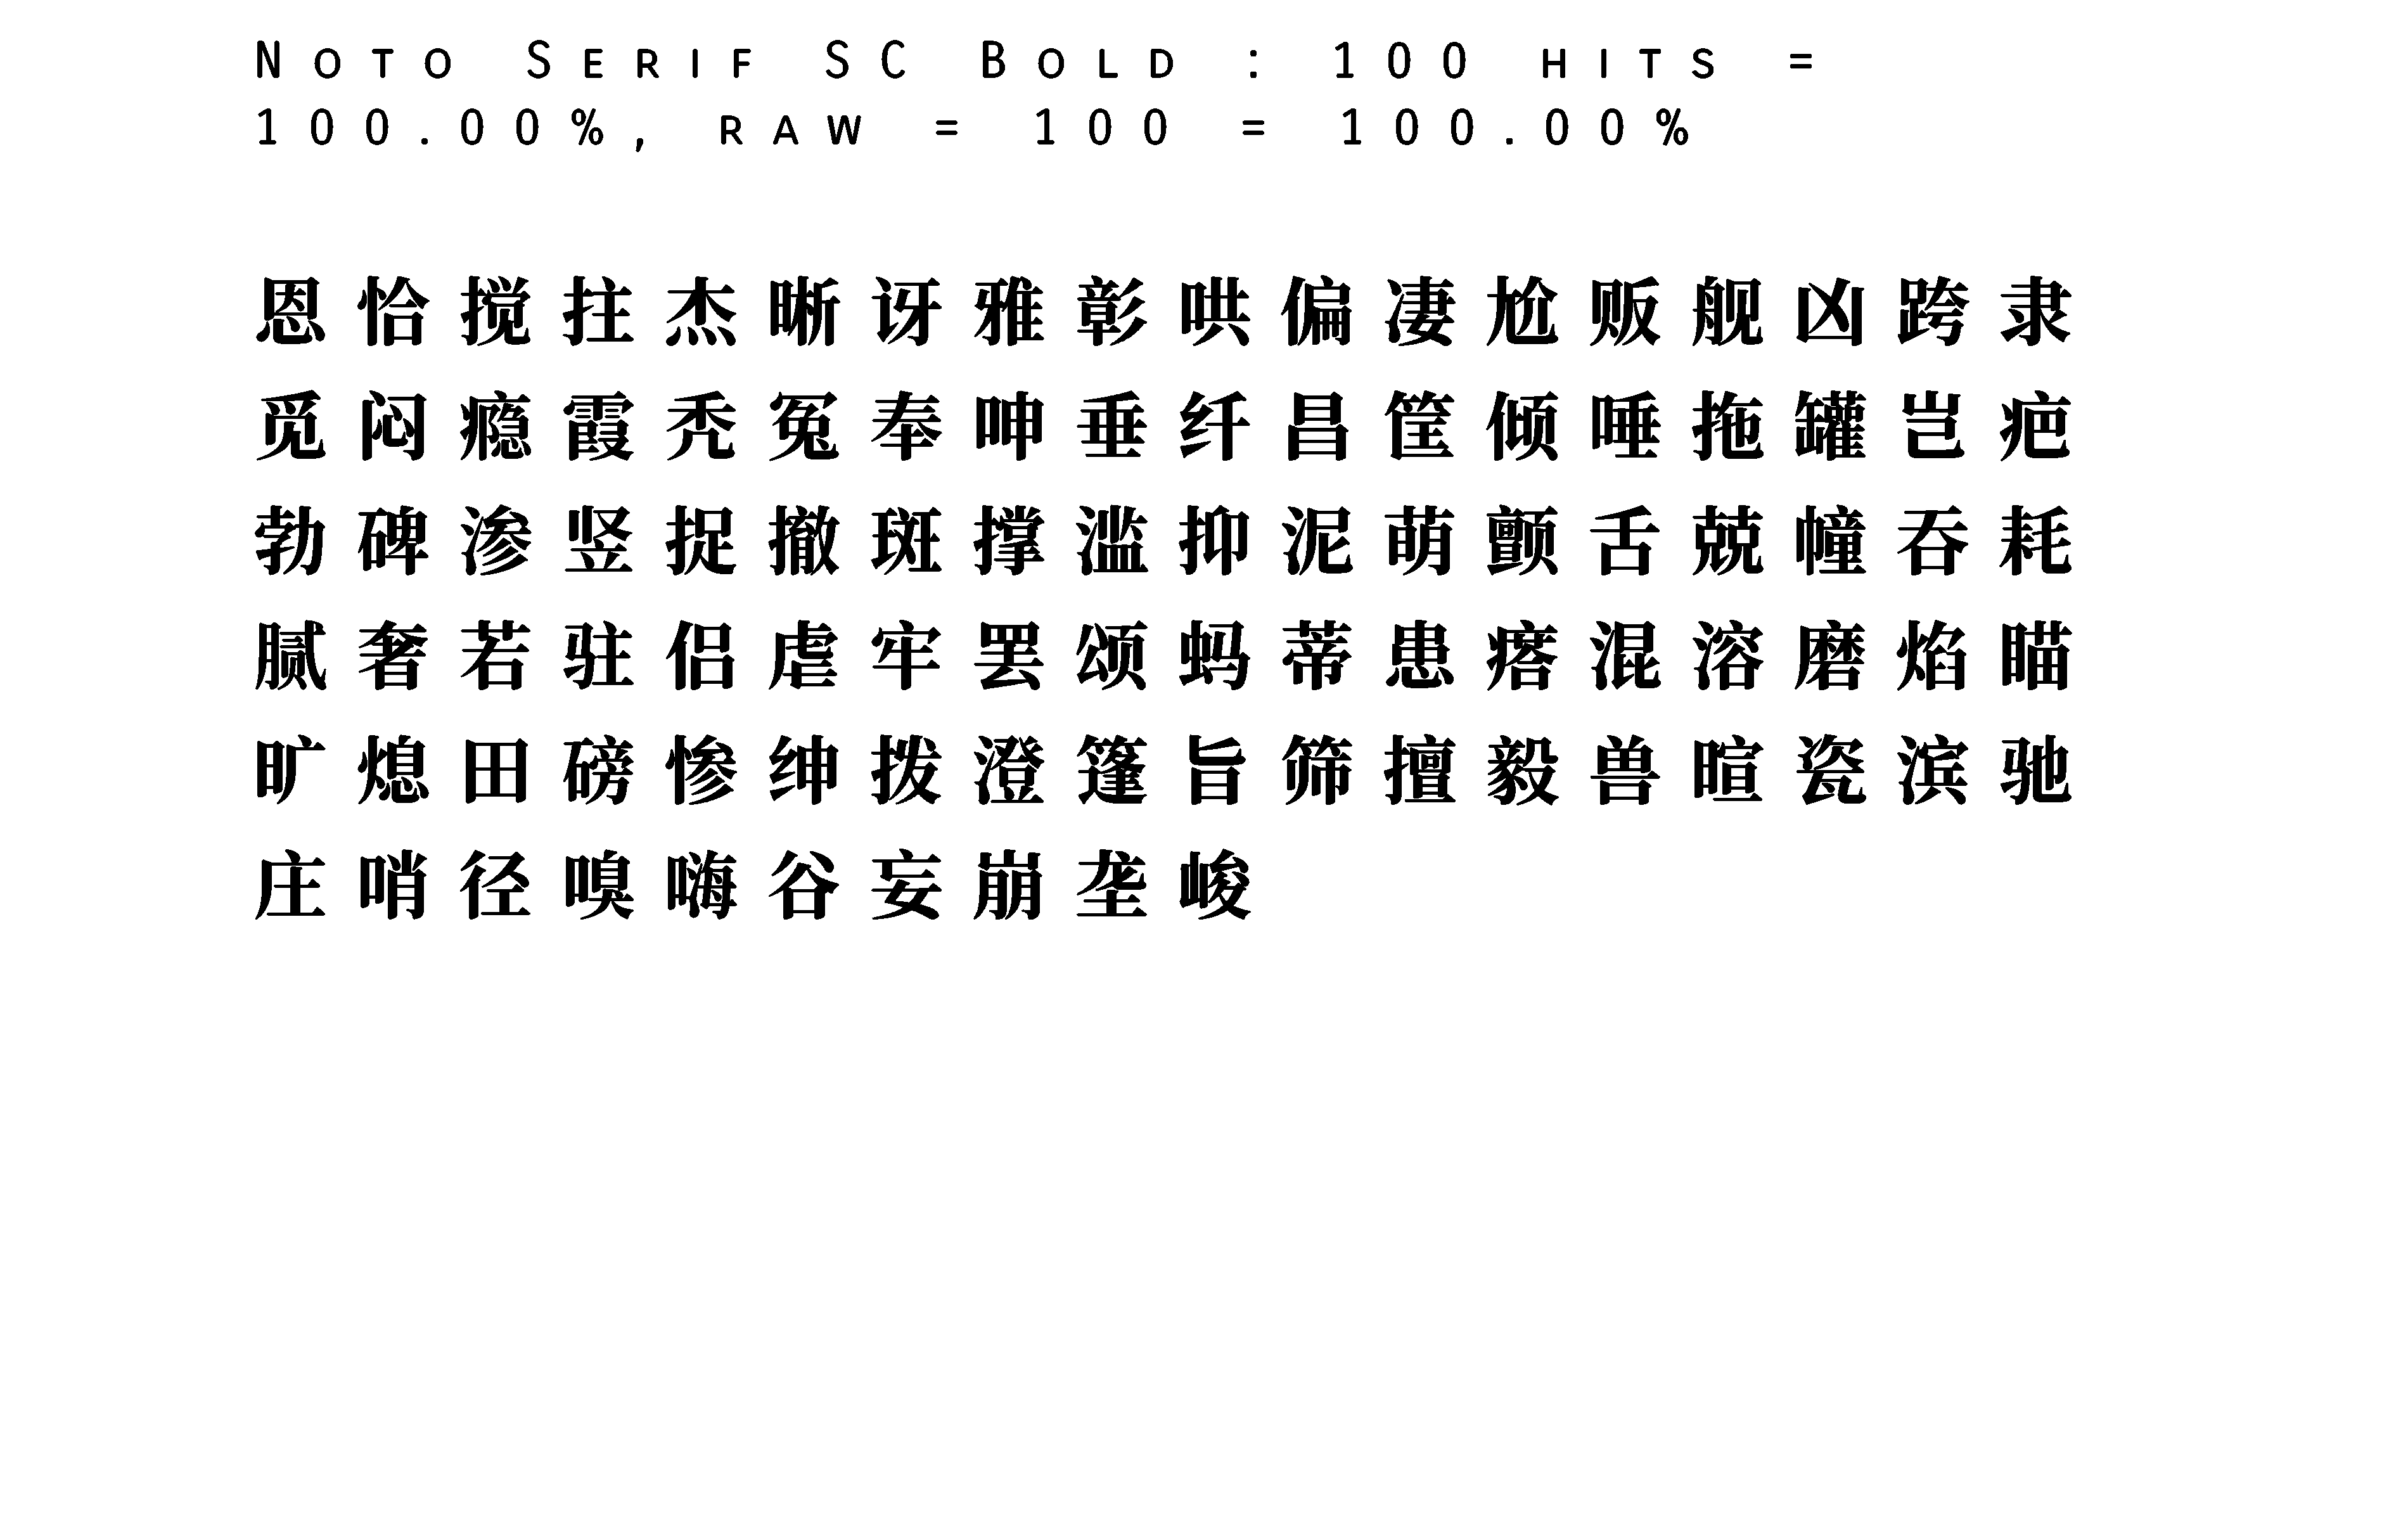 Noto Serif SC Bold : 100 hits =
100.00%, raw = 100 = 100.00%
恩恰搅拄杰晰讶雅彰哄偏凄尬贩舰凶跨隶
觅闷瘾霞秃冤奉呻垂纤昌筐倾唾拖罐岂疤
勃碑渗竖捉撤斑撑滥抑泥萌颤舌兢幢吞耗
腻奢若驻侣虐牢罢颂蚂蒂患瘩混溶磨焰瞄
旷熄田磅惨绅拨澄篷旨筛擅毅兽暄瓷滨驰
庄哨径嗅嗨谷妄崩垄峻